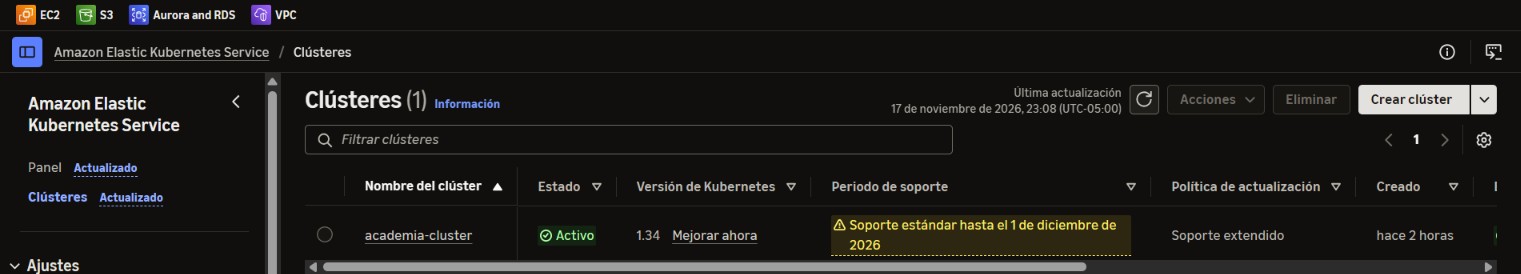 EC2 S3 Aurora and RDS VPC
Amazon Elastic Kubernetes Service / Clústeres
Amazon Elastic
Kubernetes Service
Panel Actualizado
Clústeres Actualizado
Ajustes
Clústeres (1) Información
Última actualización
17 de noviembre de 2026, 23:08 (UTC-05:00)
Acciones Eliminar Crear clúster
Filtrar clústeres
1
Nombre del clúster Estado Versión de Kubernetes Periodo de soporte Política de actualización Creado
academia-cluster Activo 1.34 Mejorar ahora Soporte estándar hasta el 1 de diciembre de
2026
Soporte extendido hace 2 horas